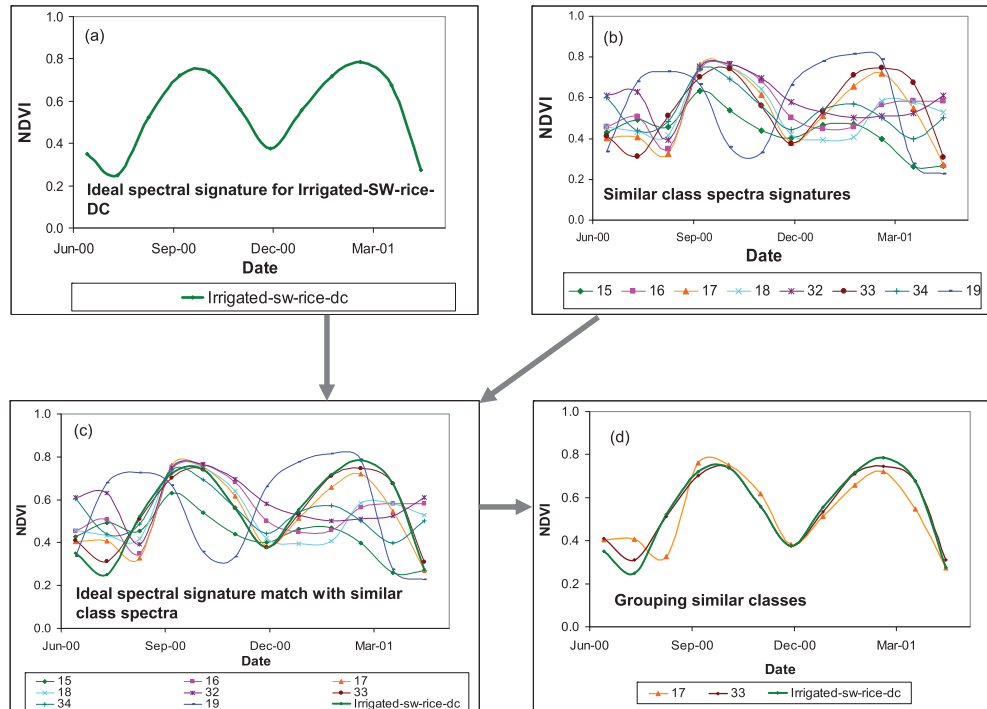 (a)
1.0
0.8
0.6
0.4
0.2
0.0
NDVI
Ideal spectral signature for Irrigated-SW-rice-
DC
Jun-00 Sep-00 Dec-00 Mar-01
Date
Irrigated-sw-rice-dc
(b)
1.0
0.8
0.6
0.4
0.2
0.0
NDVI
Similar class spectra signatures
Jun-00 Sep-00 Dec-00 Mar-01
Date
15 16 17 18 32 33 34 19
(c)
1.0
0.8
0.6
0.4
0.2
0.0
NDVI
Ideal spectral signature match with similar
class spectra
Jun-00 Sep-00 Dec-00 Mar-01
Date
15 16 17
18 32 33
34 19 Irrigated-sw-rice-dc
(d)
1.0
0.8
0.6
0.4
0.2
0.0
NDVI
Grouping similar classes
Jun-00 Sep-00 Dec-00 Mar-01
Date
17 33 Irrigated-sw-rice-dc